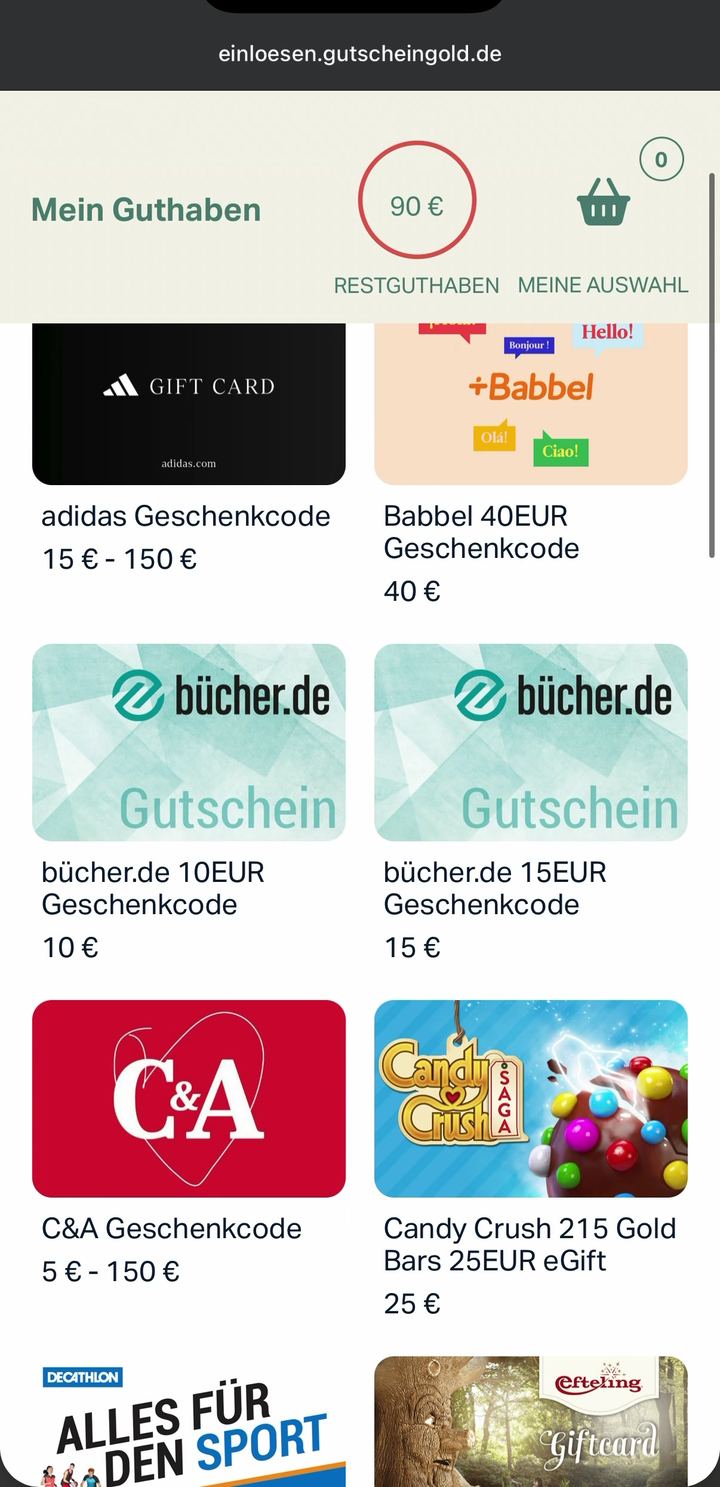 einloesen.gutscheingold.de
0
Mein Guthaben
90 €
RESTGUTHABEN
MEINE AUSWAHL
GIFT CARD
adidas.com
Hello!
Bonjour !
+Babbel
Olá!
Ciao!
adidas Geschenkcode
15 € - 150 €
Babbel 40EUR
Geschenkcode
40 €
bücher.de
Gutschein
bücher.de
Gutschein
bücher.de 10EUR
Geschenkcode
10 €
bücher.de 15EUR
Geschenkcode
15 €
C&A
Candy
Crush
SAGA
C&A Geschenkcode
5 € - 150 €
Candy Crush 215 Gold
Bars 25EUR eGift
25 €
DECATHLON
ALLES FÜR
DEN SPORT
efteling
Giftcard